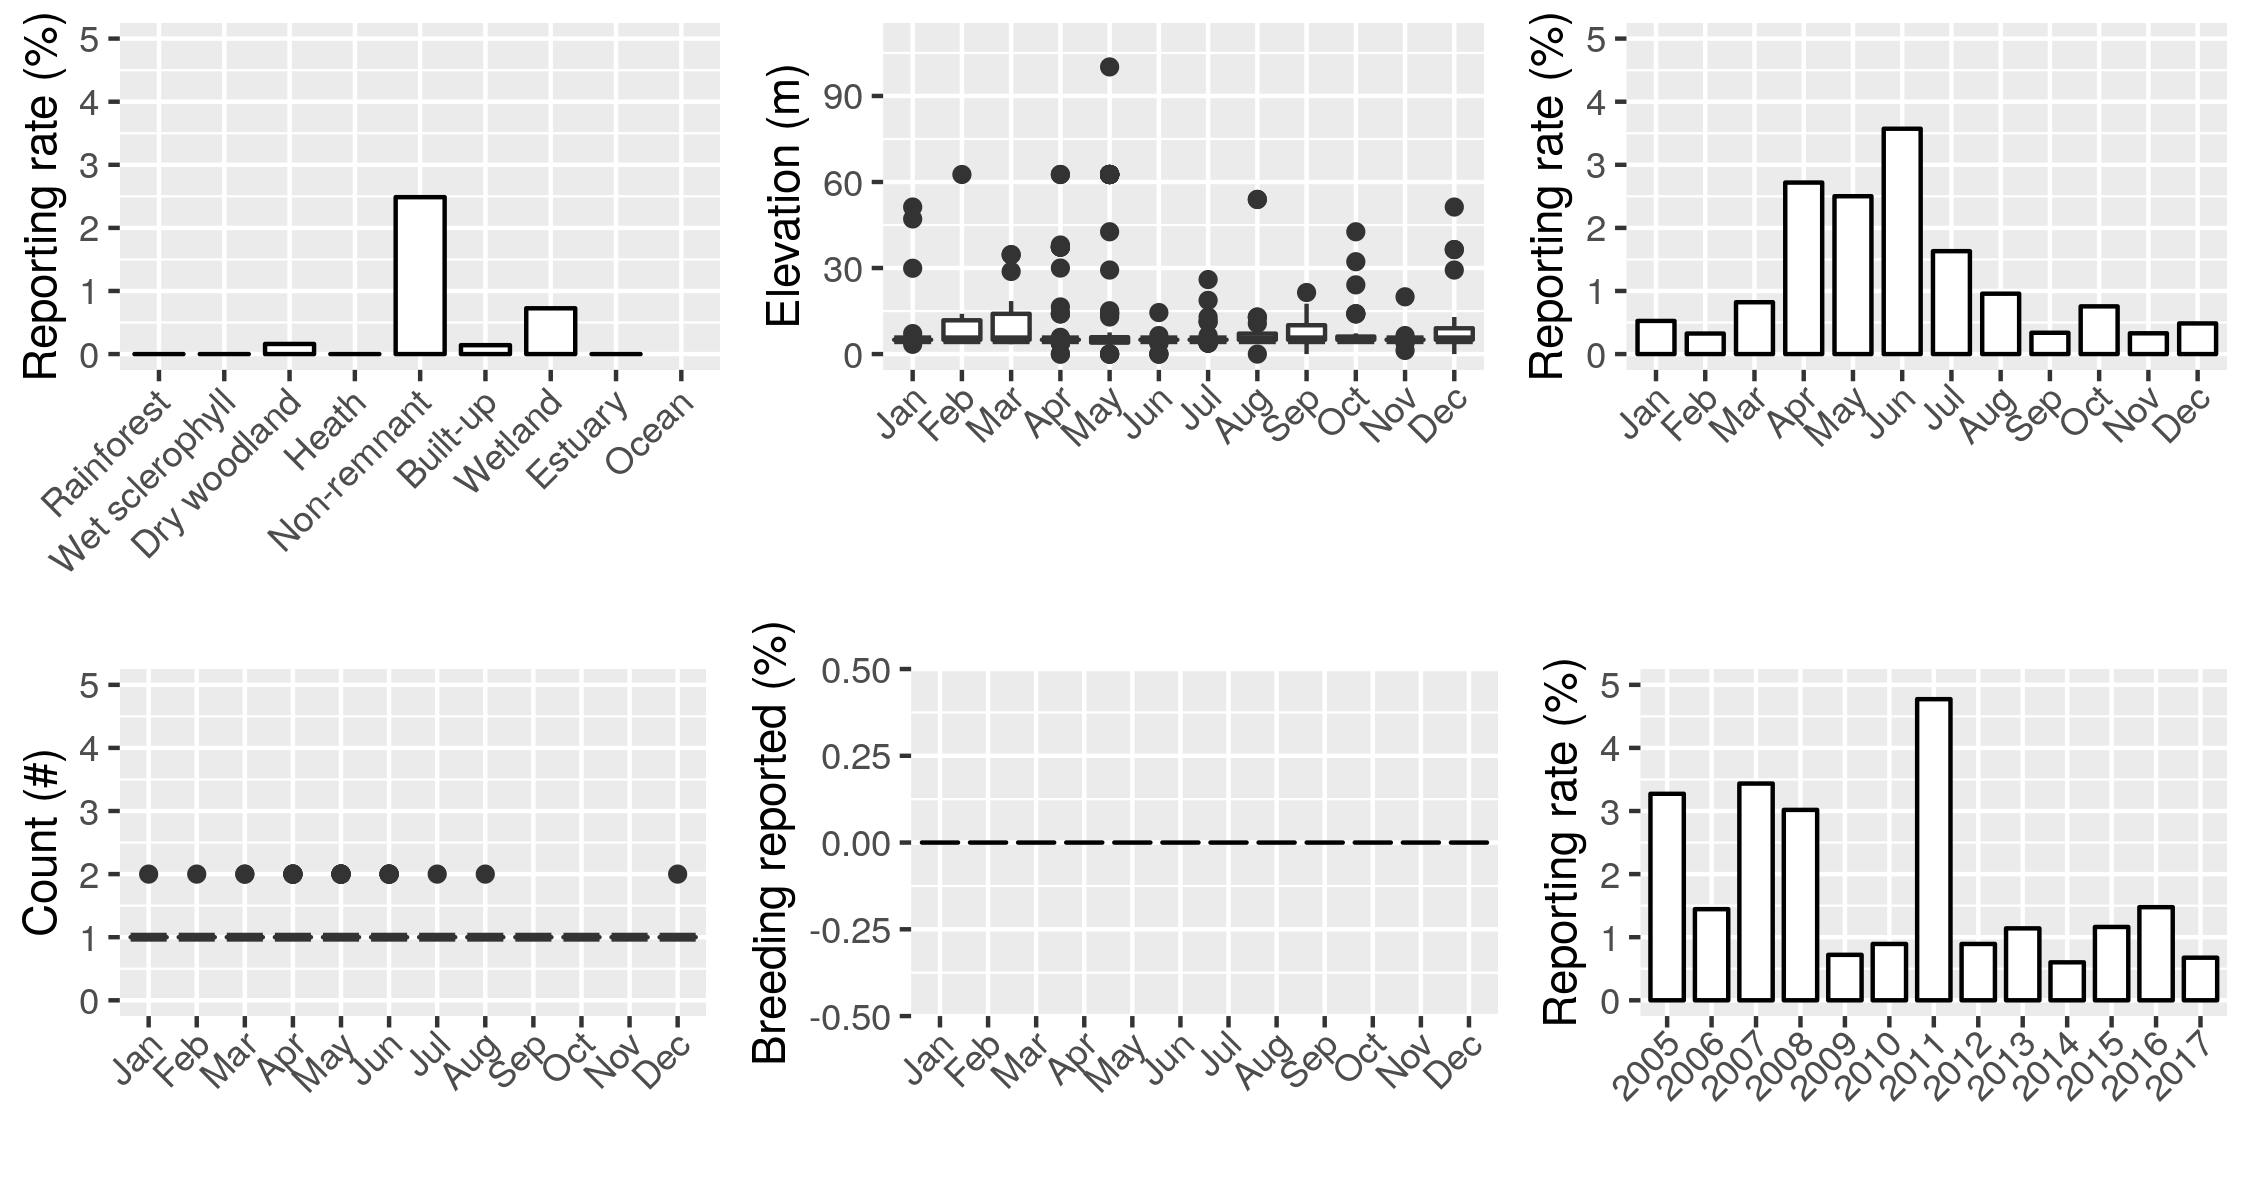 Reporting rate (%)
5
4
3
2
1
0
Rainforest
Wet sclerophyll
Dry woodland
Heath
Non-remnant
Built-up
Wetland
Estuary
Ocean
Elevation (m)
90
60
30
0
Jan
Feb
Mar
Apr
May
Jun
Jul
Aug
Sep
Oct
Nov
Dec
Reporting rate (%)
5
4
3
2
1
0
Jan
Feb
Mar
Apr
May
Jun
Jul
Aug
Sep
Oct
Nov
Dec
Count (#)
5
4
3
2
1
0
Jan
Feb
Mar
Apr
May
Jun
Jul
Aug
Sep
Oct
Nov
Dec
Breeding reported (%)
0.50
0.25
0.00
-0.25
-0.50
Jan
Feb
Mar
Apr
May
Jun
Jul
Aug
Sep
Oct
Nov
Dec
Reporting rate (%)
5
4
3
2
1
0
2005
2006
2007
2008
2009
2010
2011
2012
2013
2014
2015
2016
2017